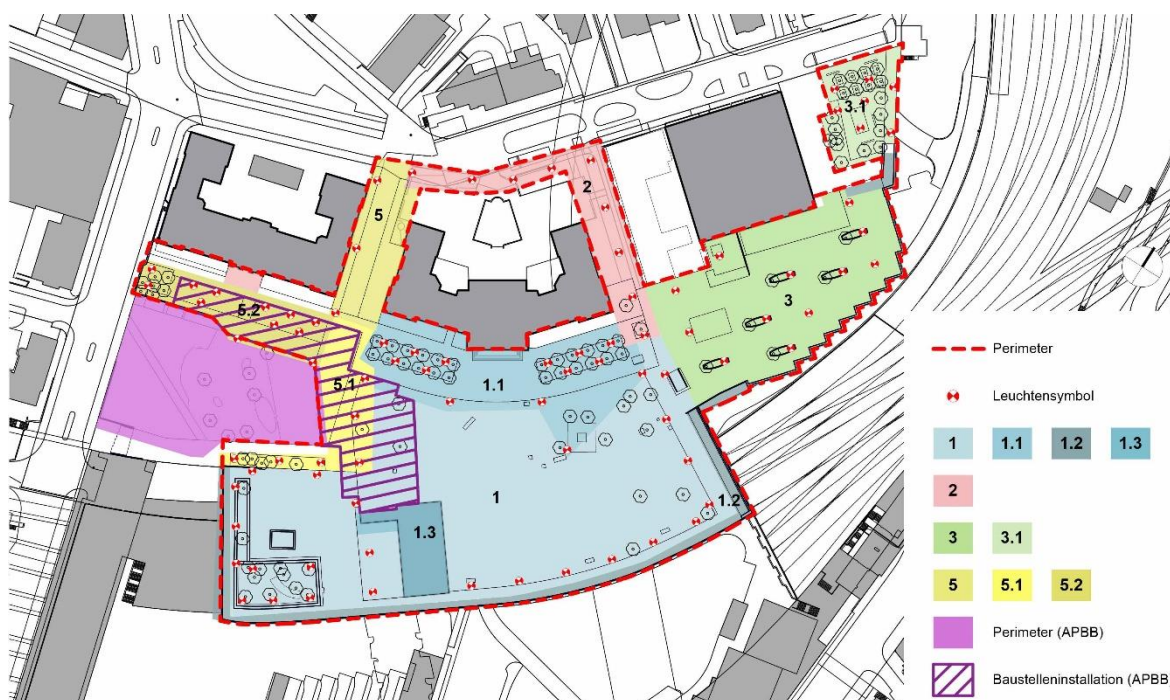 3.1
2
5
3
5.2
5.1
1.1
1
1.2
1.3
Perimeter
Leuchtensymbol
1 1.1 1.2 1.3
2
3 3.1
5 5.1 5.2
Perimeter (APBB)
Baustelleninstallation (APBB